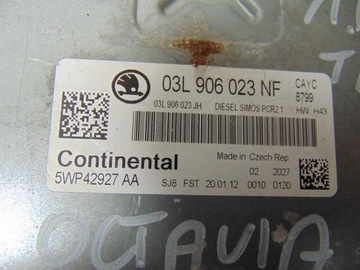 03L 906 023 NF CAYC
8799
03L 906 023 JH DIESEL SIMOS PCR2.1 HW H43
Continental Made in Czech Rep
5WP42927 AA 02 2027
SJ8 FST 20.01.12 0010 0120
OCTAVIA